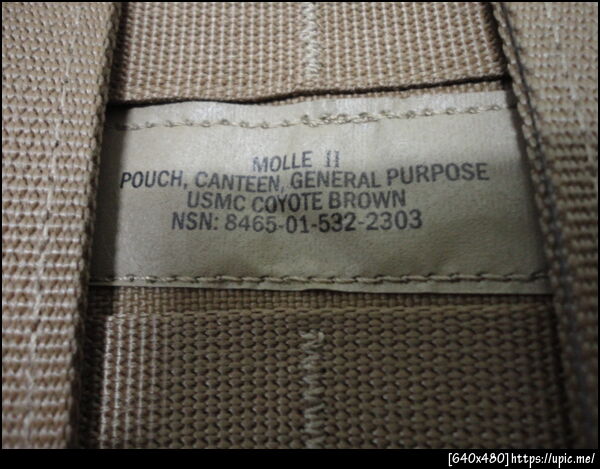 MOLLE II
POUCH, CANTEEN, GENERAL PURPOSE
USMC COYOTE BROWN
NSN: 8465-01-532-2303
[640x480]https://upic.me/